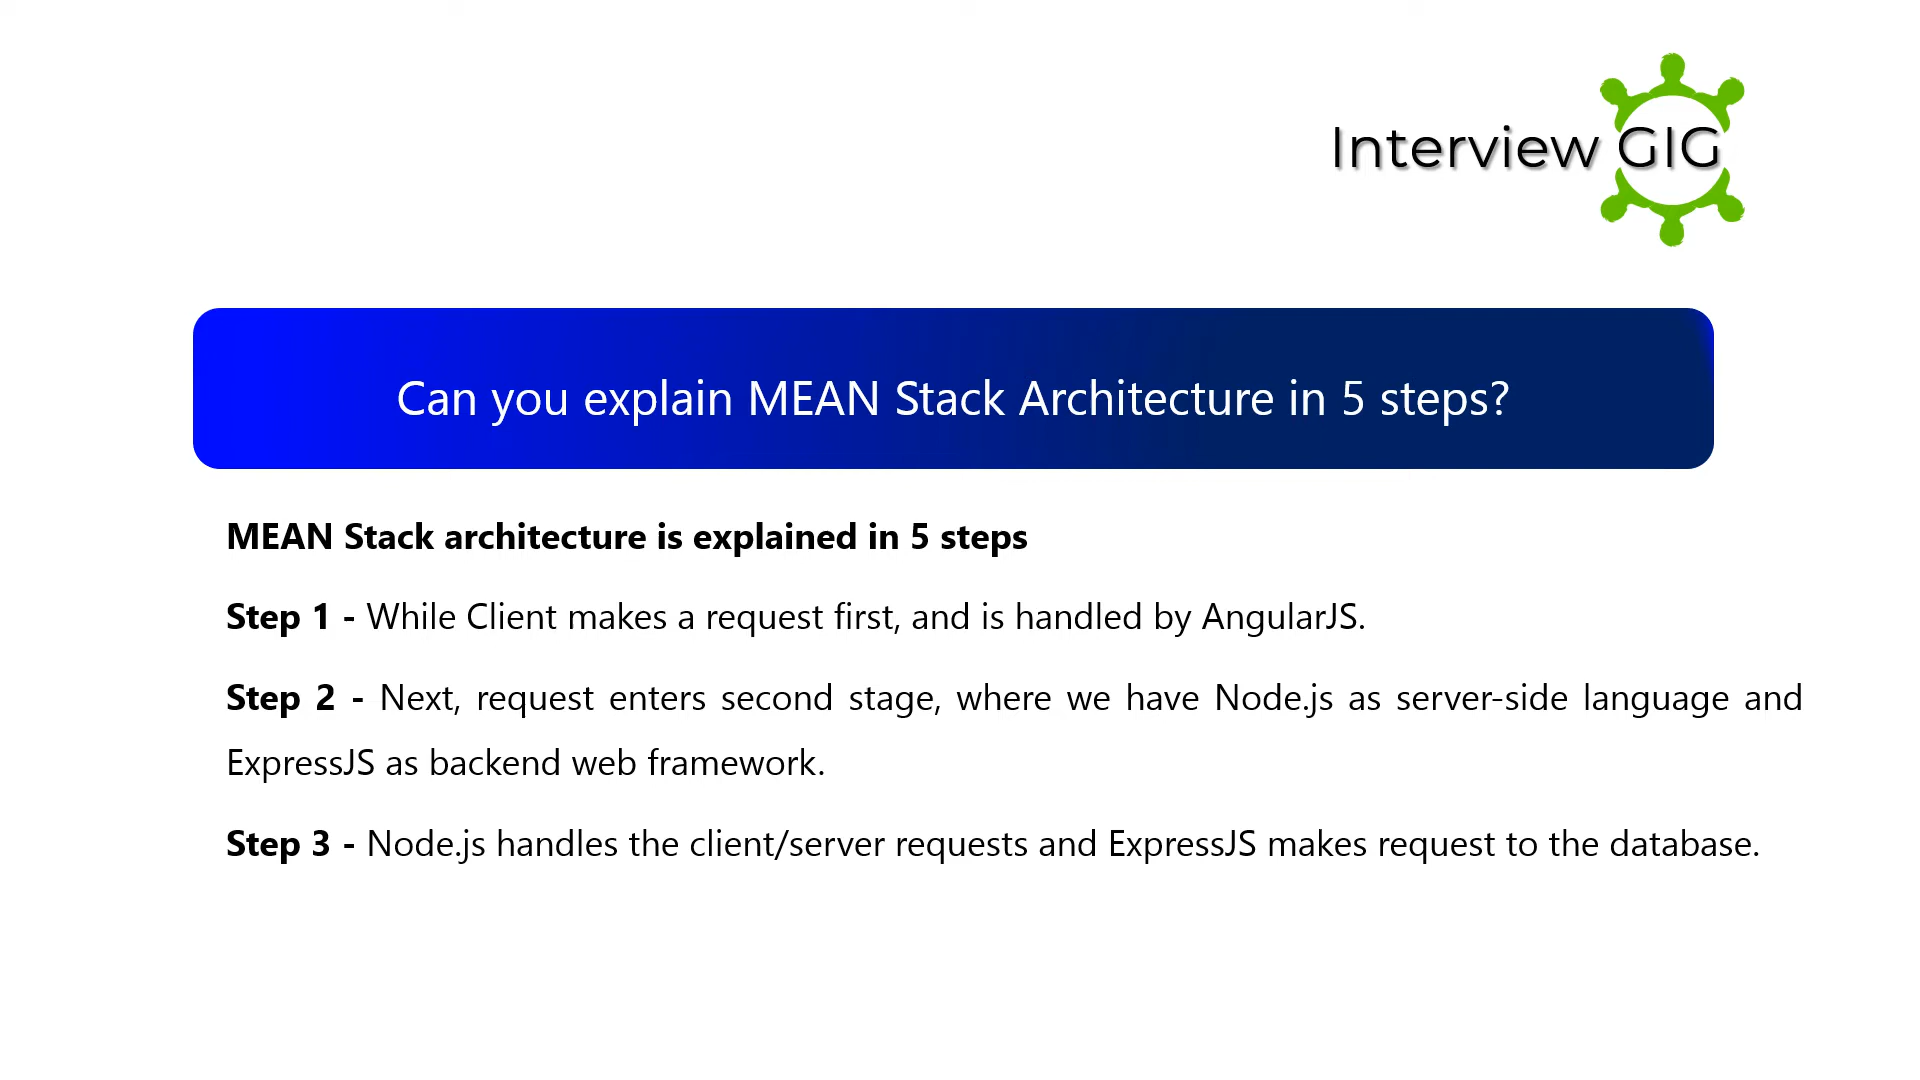 Interview GIG
Can you explain MEAN Stack Architecture in 5 steps?
MEAN Stack architecture is explained in 5 steps
Step 1 - While Client makes a request first, and is handled by AngularJS.
Step 2 - Next, request enters second stage, where we have Node.js as server-side language and
ExpressJS as backend web framework.
Step 3 - Node.js handles the client/server requests and ExpressJS makes request to the database.